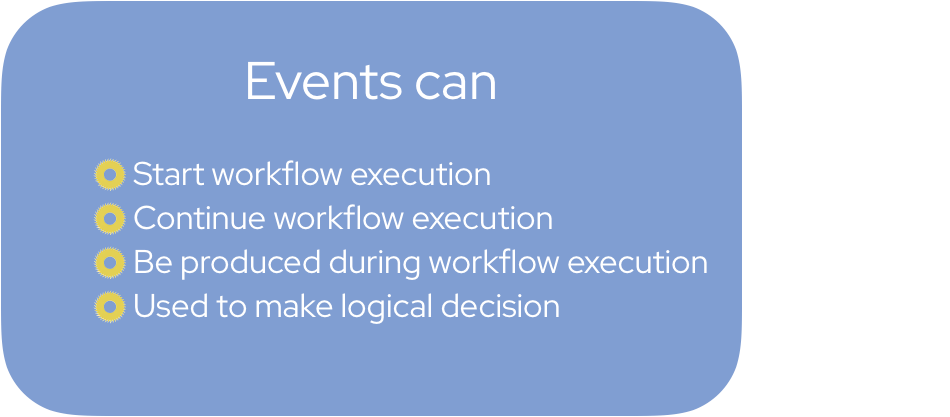 Events can
Start workflow execution
Continue workflow execution
Be produced during workflow execution
Used to make logical decision